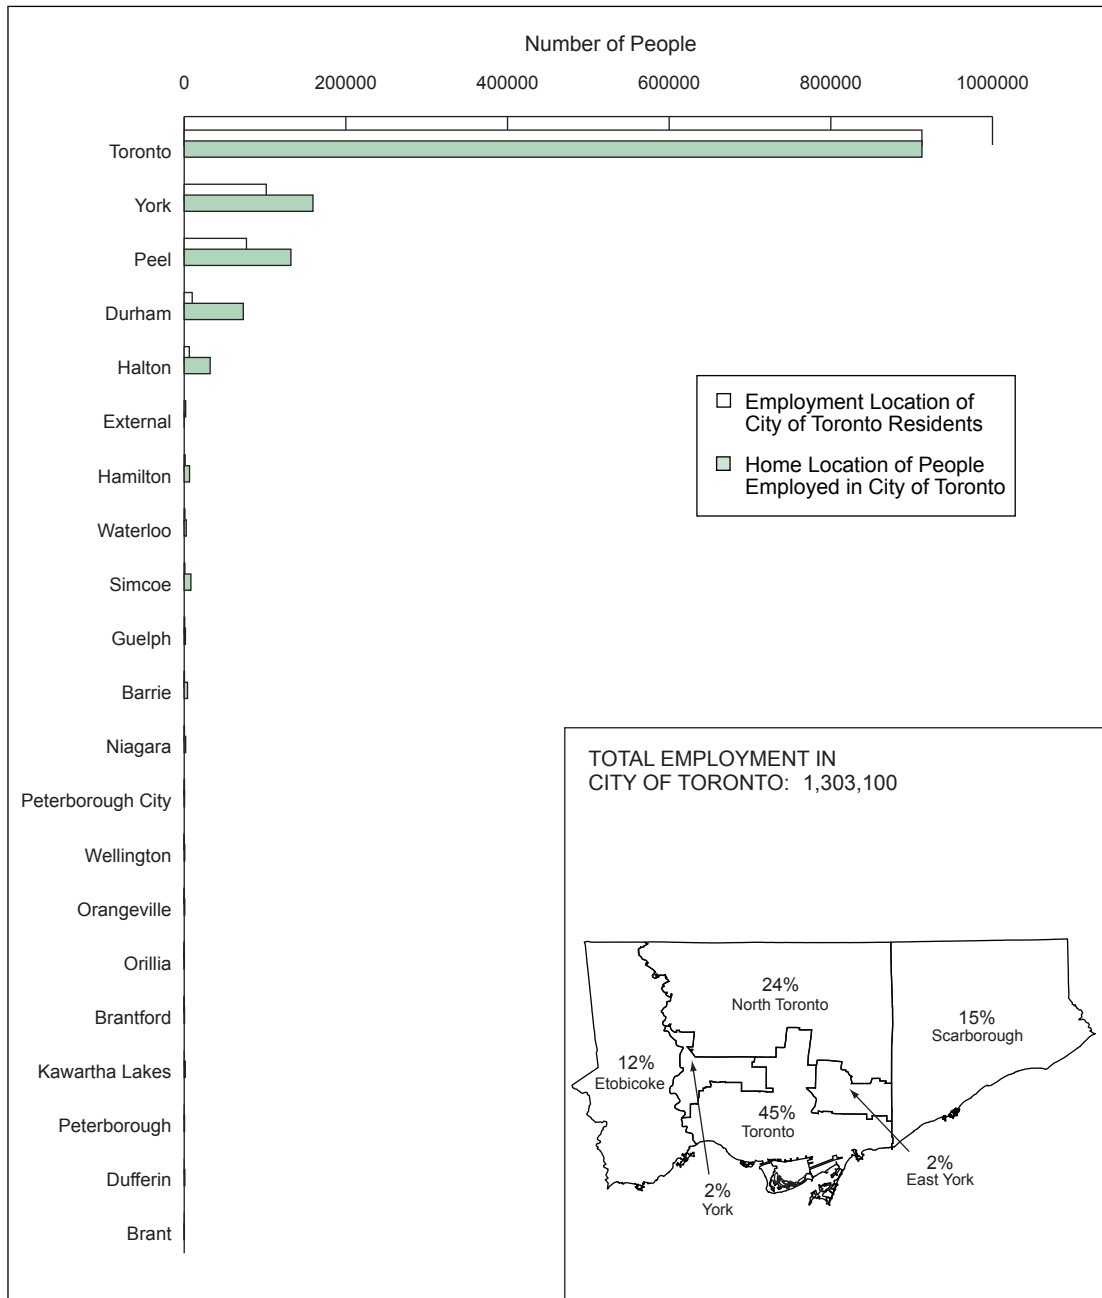 Number of People
0 200000 400000 600000 800000 1000000
Toronto
York
Peel
Durham
Halton
External
Hamilton
Waterloo
Simcoe
Guelph
Barrie
Niagara
Peterborough City
Wellington
Orangeville
Orillia
Brantford
Kawartha Lakes
Peterborough
Dufferin
Brant
Employment Location of
City of Toronto Residents
Home Location of People
Employed in City of Toronto
TOTAL EMPLOYMENT IN
CITY OF TORONTO: 1,303,100
24%
North Toronto
15%
Scarborough
12%
Etobicoke
45%
Toronto
2%
East York
2%
York